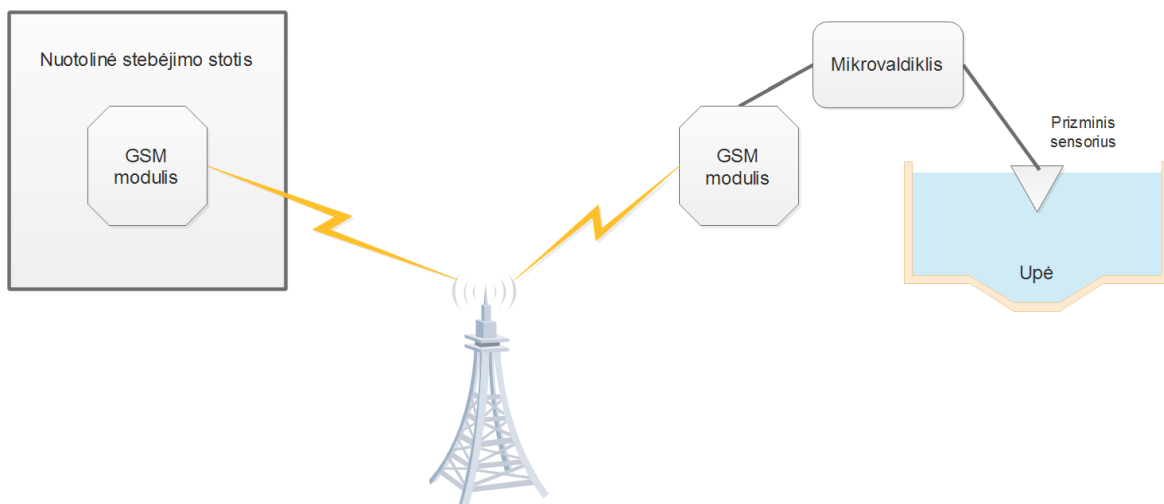 Nuotolinė stebėjimo stotis
GSM
modulis
GSM
modulis
Mikrovaldiklis
Prizminis
sensorius
Upė